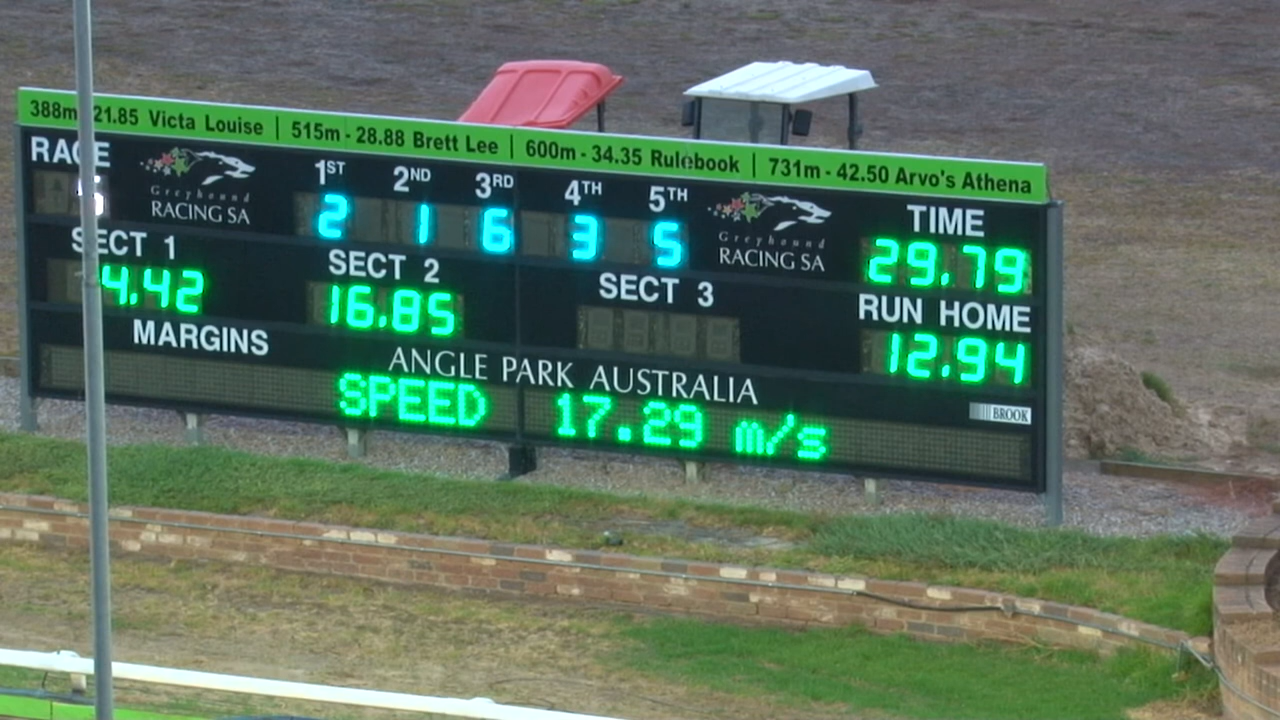 388m 21.85 Victa Louise | 515m - 28.88 Brett Lee | 600m - 34.35 Rulebook | 731m - 42.50 Arvo's Athena
RACE
Greyhound
RACING SA
1ST 2ND 3RD 4TH 5TH
2 1 6 3 5
Greyhound
RACING SA
TIME
29.79
SECT 1
4.42
SECT 2
16.85
SECT 3
RUN HOME
12.94
MARGINS
ANGLE PARK AUSTRALIA
BROOK
SPEED 17.29 m/s